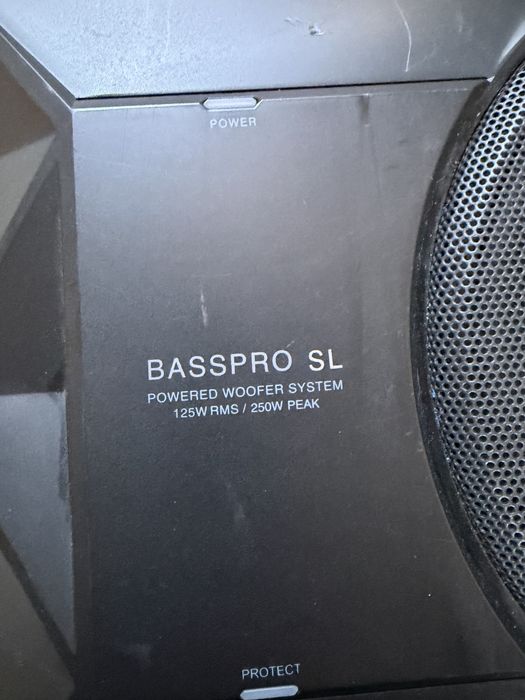 POWER
BASSPRO SL
POWERED WOOFER SYSTEM
125W RMS / 250W PEAK
PROTECT